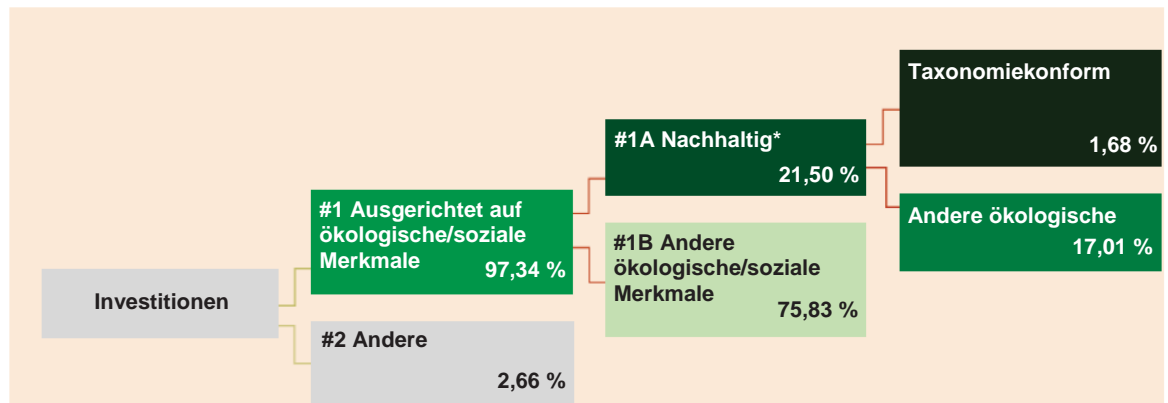 Investitionen
#1 Ausgerichtet auf
ökologische/soziale
Merkmale 97,34 %
#2 Andere
2,66 %
#1A Nachhaltig*
21,50 %
#1B Andere
ökologische/soziale
Merkmale 75,83 %
Taxonomiekonform
1,68 %
Andere ökologische
17,01 %